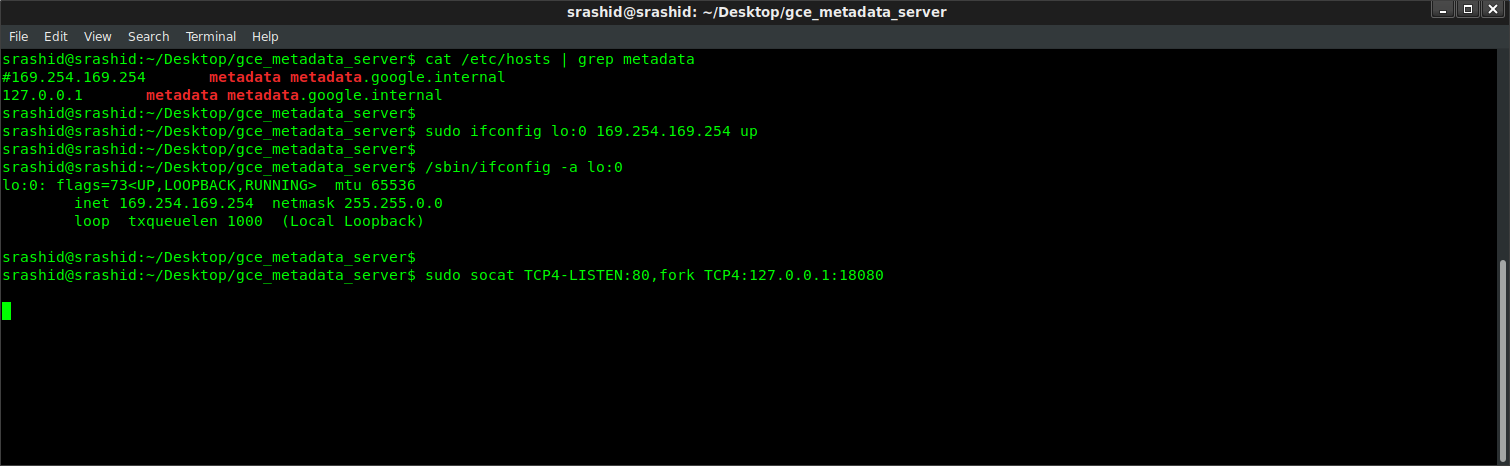 srashid@srashid: ~/Desktop/gce_metadata_server
File Edit View Search Terminal Help
srashid@srashid:~/Desktop/gce_metadata_server$ cat /etc/hosts | grep metadata
#169.254.169.254       metadata metadata.google.internal
127.0.0.1       metadata metadata.google.internal
srashid@srashid:~/Desktop/gce_metadata_server$
srashid@srashid:~/Desktop/gce_metadata_server$ sudo ifconfig lo:0 169.254.169.254 up
srashid@srashid:~/Desktop/gce_metadata_server$
srashid@srashid:~/Desktop/gce_metadata_server$ /sbin/ifconfig -a lo:0
lo:0: flags=73<UP,LOOPBACK,RUNNING>  mtu 65536
        inet 169.254.169.254  netmask 255.255.0.0
        loop  txqueuelen 1000  (Local Loopback)
srashid@srashid:~/Desktop/gce_metadata_server$
srashid@srashid:~/Desktop/gce_metadata_server$ sudo socat TCP4-LISTEN:80,fork TCP4:127.0.0.1:18080